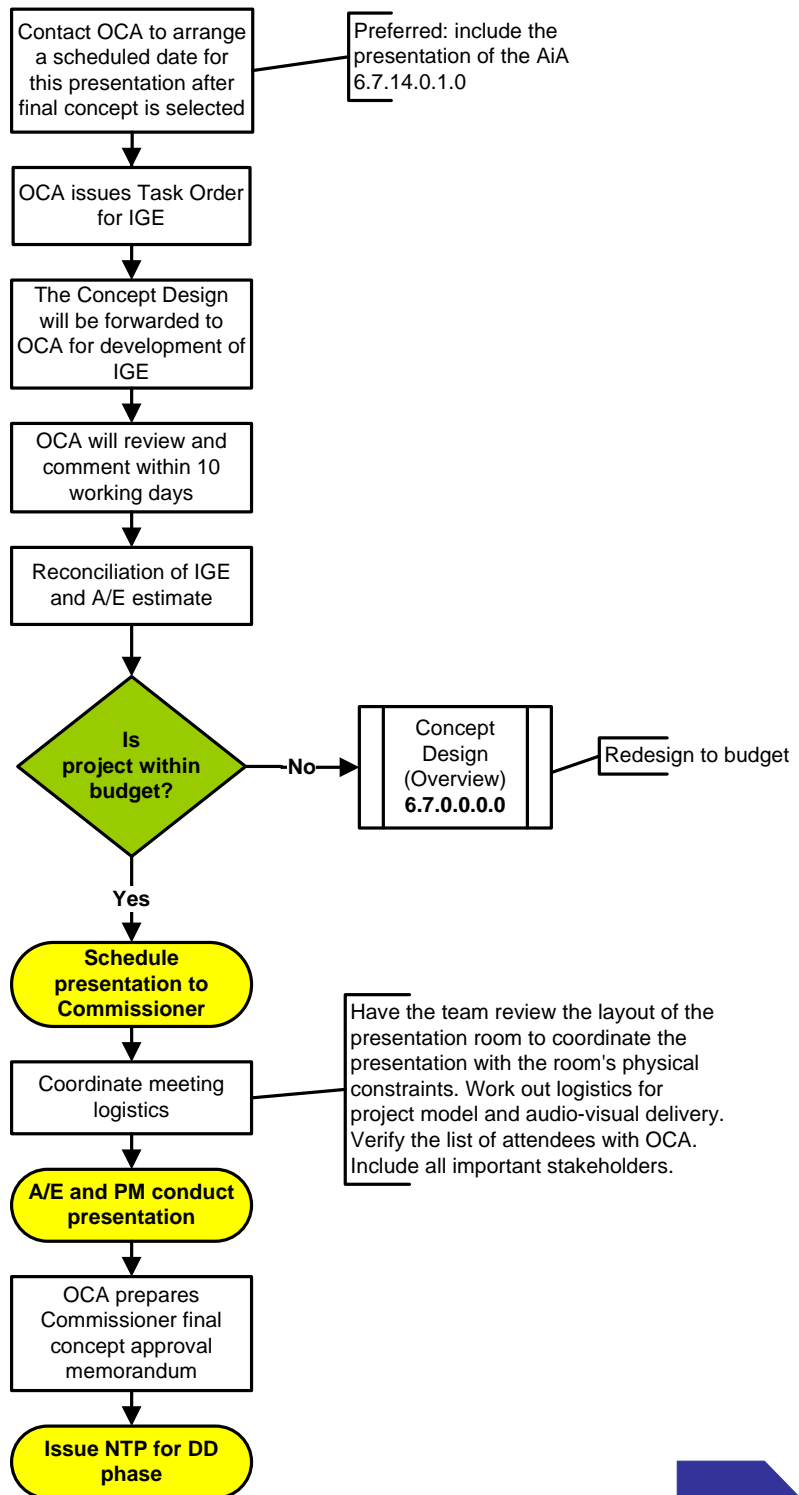 Contact OCA to arrange
a scheduled date for
this presentation after
final concept is selected
Preferred: include the
presentation of the AiA
6.7.14.0.1.0
OCA issues Task Order
for IGE
The Concept Design
will be forwarded to
OCA for development of
IGE
OCA will review and
comment within 10
working days
Reconciliation of IGE
and A/E estimate
Is
project within
budget?
No
Concept
Design
(Overview)
6.7.0.0.0.0
Redesign to budget
Yes
Schedule
presentation to
Commissioner
Coordinate meeting
logistics
Have the team review the layout of the
presentation room to coordinate the
presentation with the room's physical
constraints. Work out logistics for
project model and audio-visual delivery.
Verify the list of attendees with OCA.
Include all important stakeholders.
A/E and PM conduct
presentation
OCA prepares
Commissioner final
concept approval
memorandum
Issue NTP for DD
phase